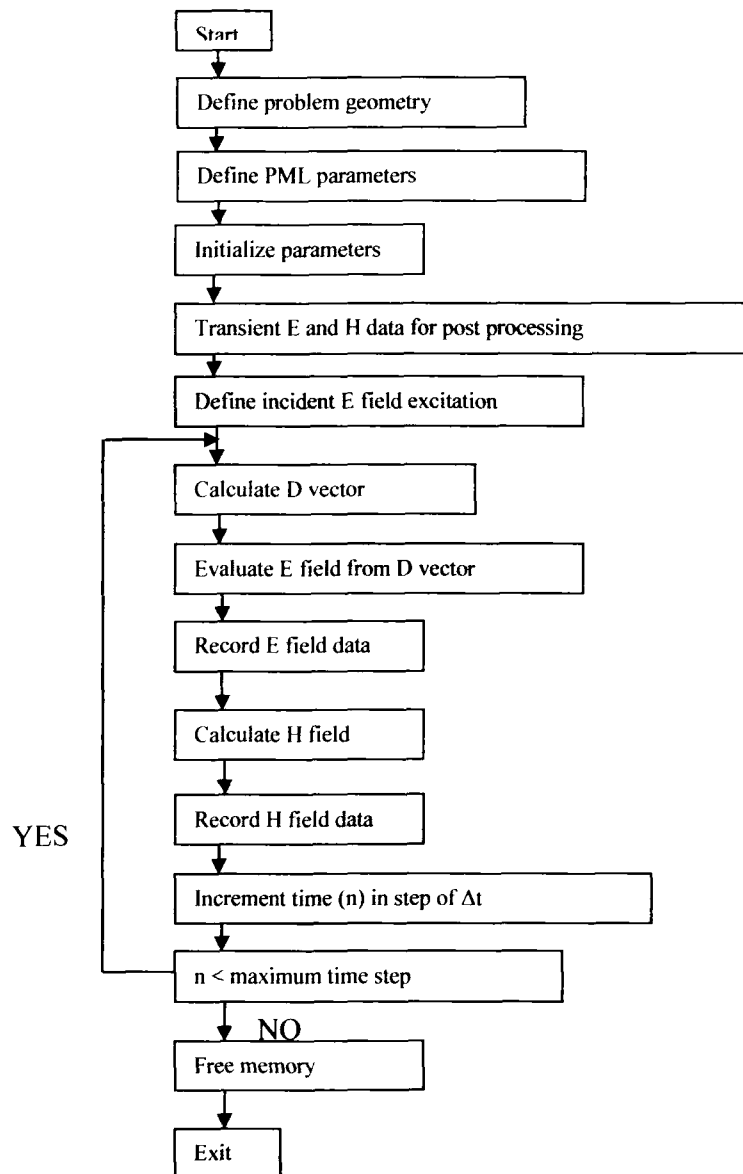 Start
Define problem geometry
Define PML parameters
Initialize parameters
Transient E and H data for post processing
Define incident E field excitation
Calculate D vector
Evaluate E field from D vector
Record E field data
Calculate H field
Record H field data
YES
Increment time (n) in step of Δt
n < maximum time step
NO
Free memory
Exit